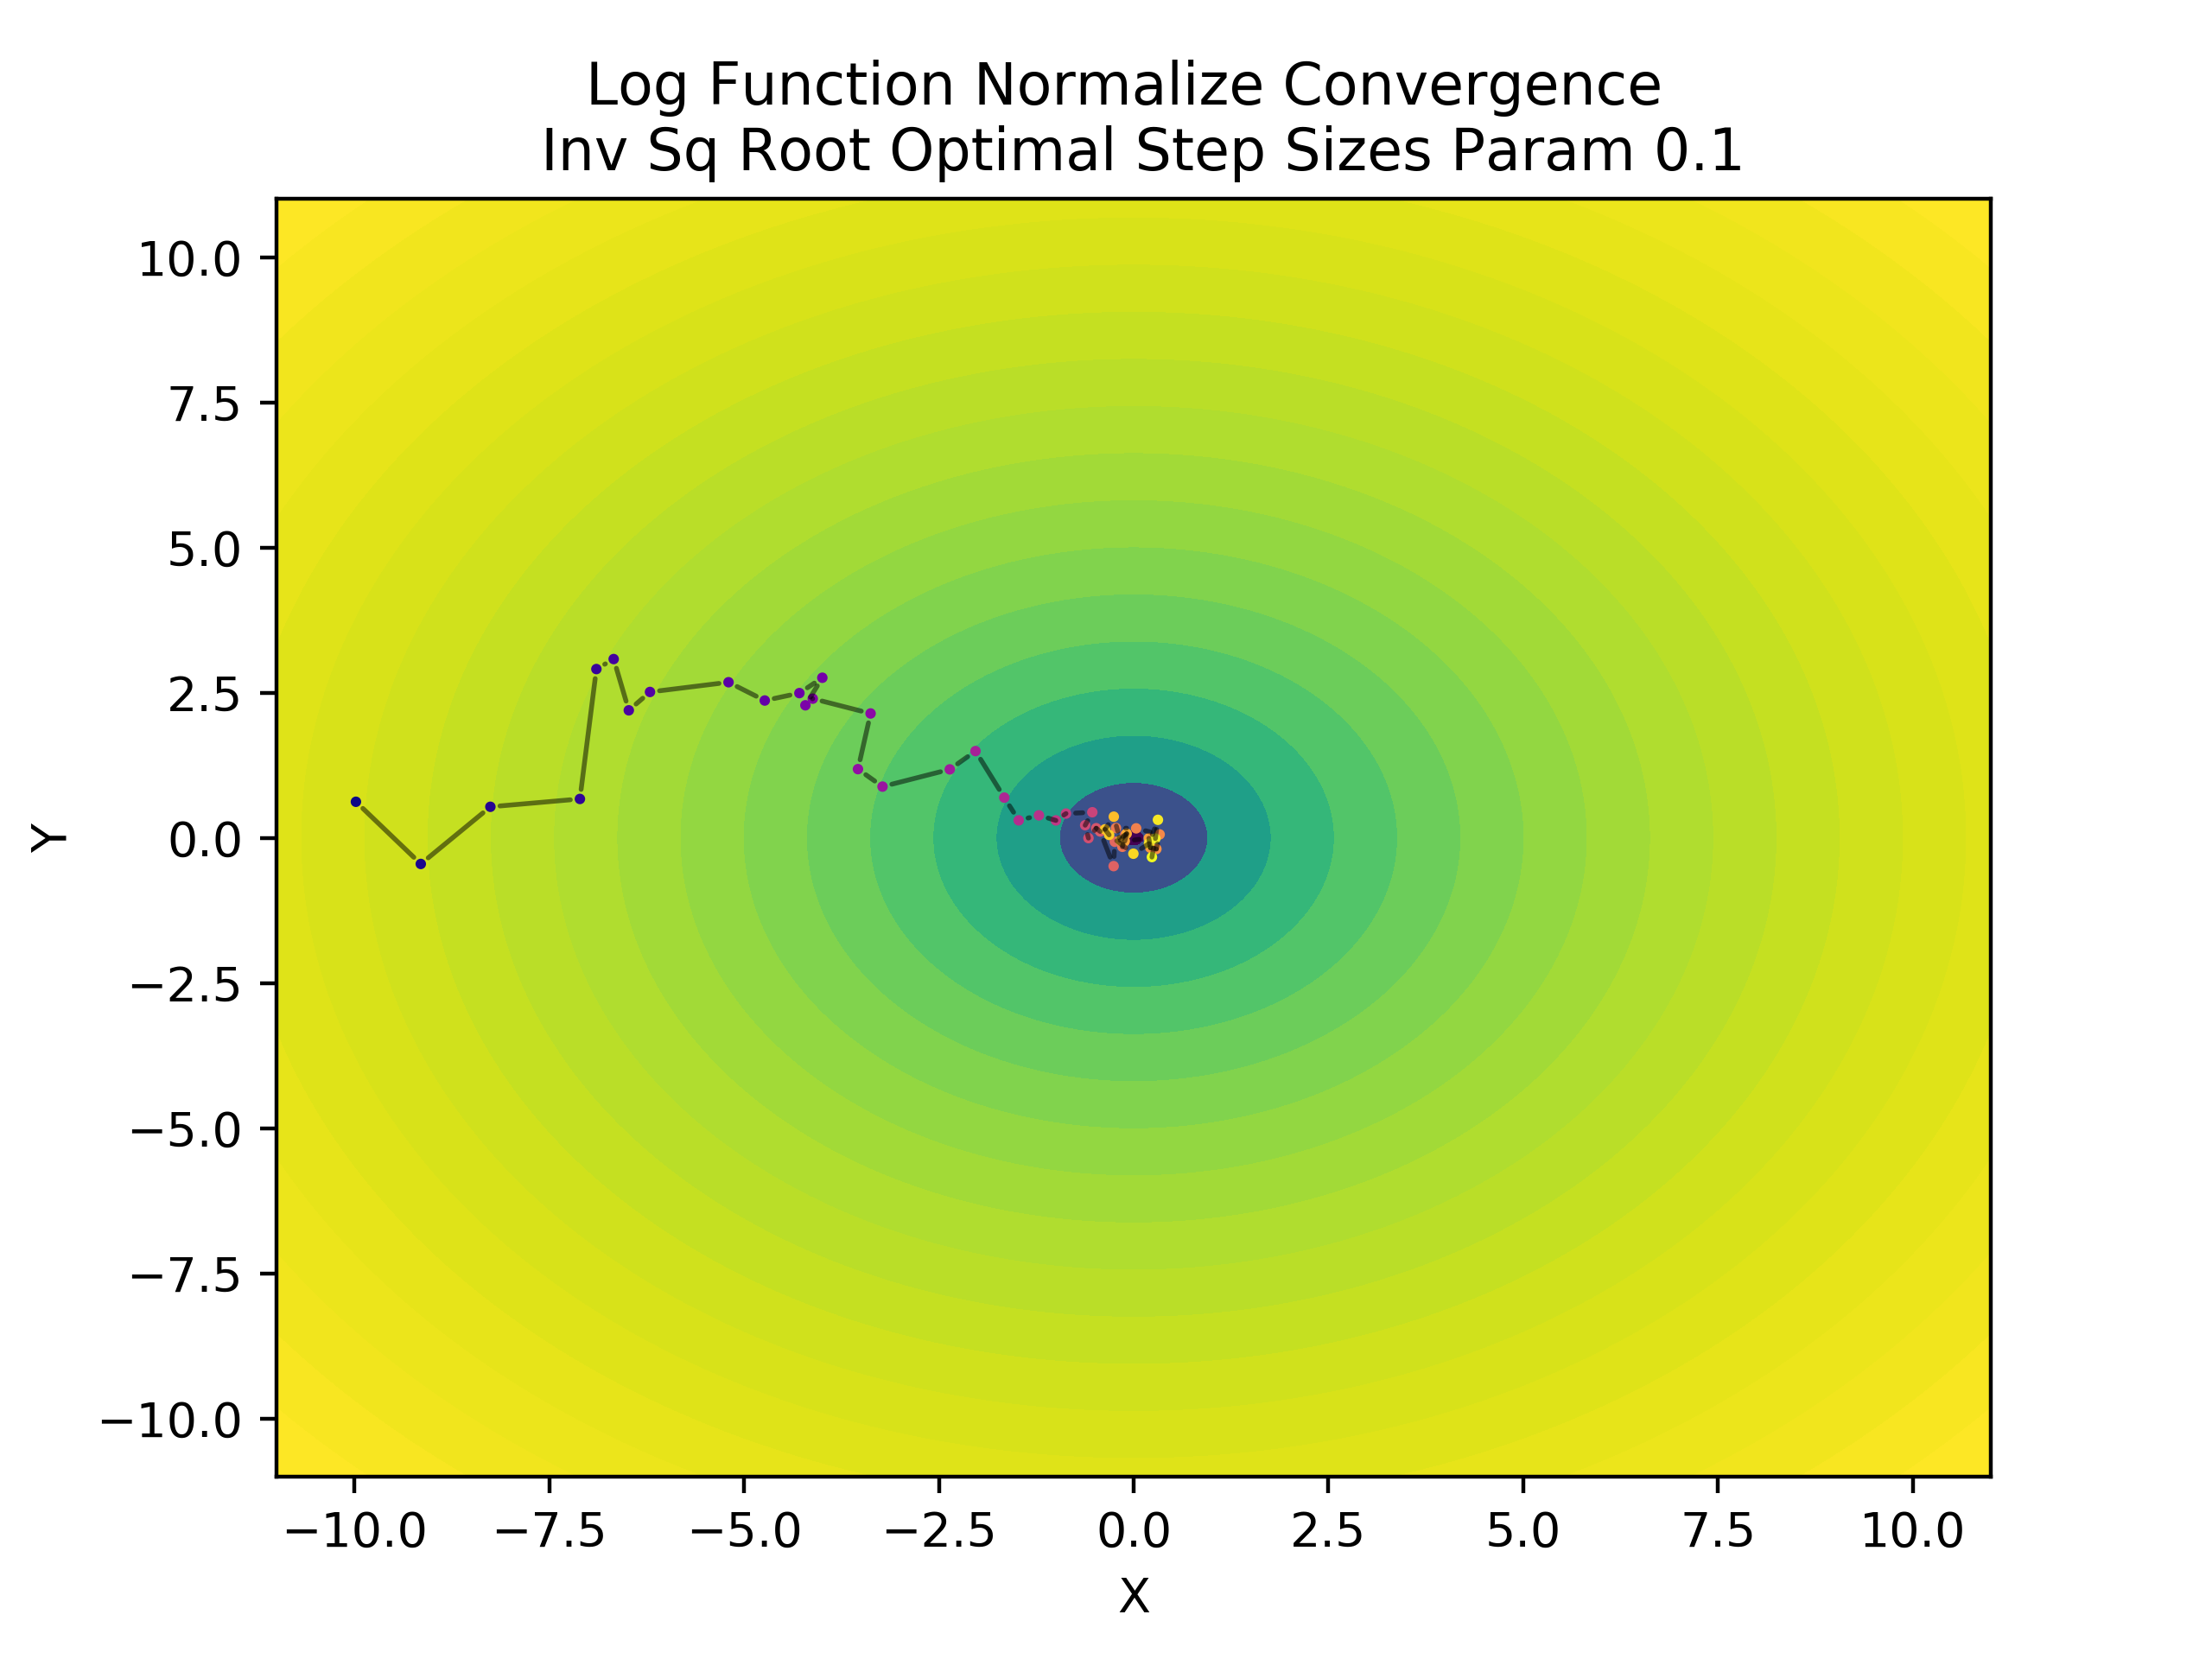 Log Function Normalize Convergence
Inv Sq Root Optimal Step Sizes Param 0.1
10.0
7.5
5.0
2.5
0.0
−2.5
−5.0
−7.5
−10.0
Y
−10.0 −7.5 −5.0 −2.5 0.0 2.5 5.0 7.5 10.0
X